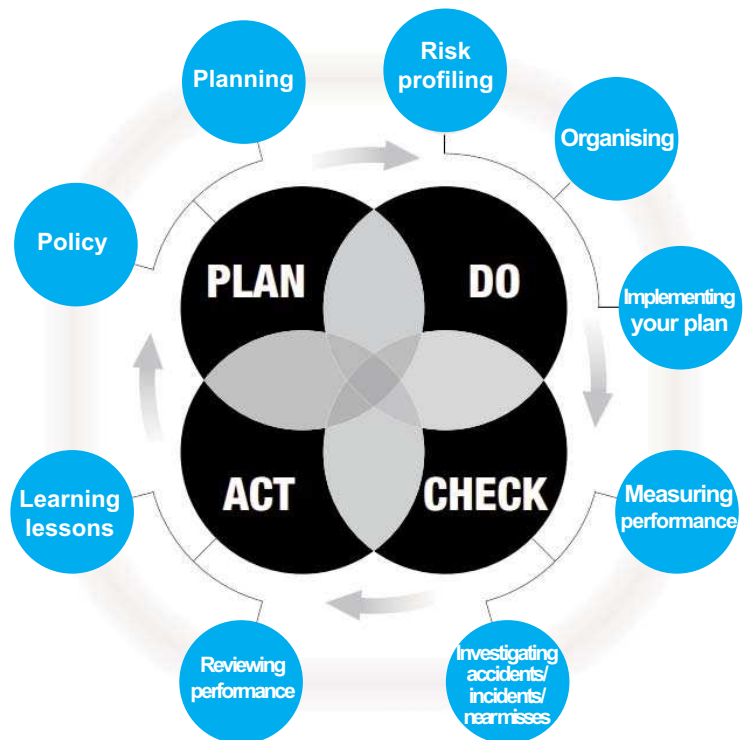 Planning
Risk
profiling
Organising
Policy
PLAN
DO
Implementing
your plan
Learning
lessons
ACT
CHECK
Measuring
performance
Reviewing
performance
Investigating
accidents/
incidents/
nearmisses